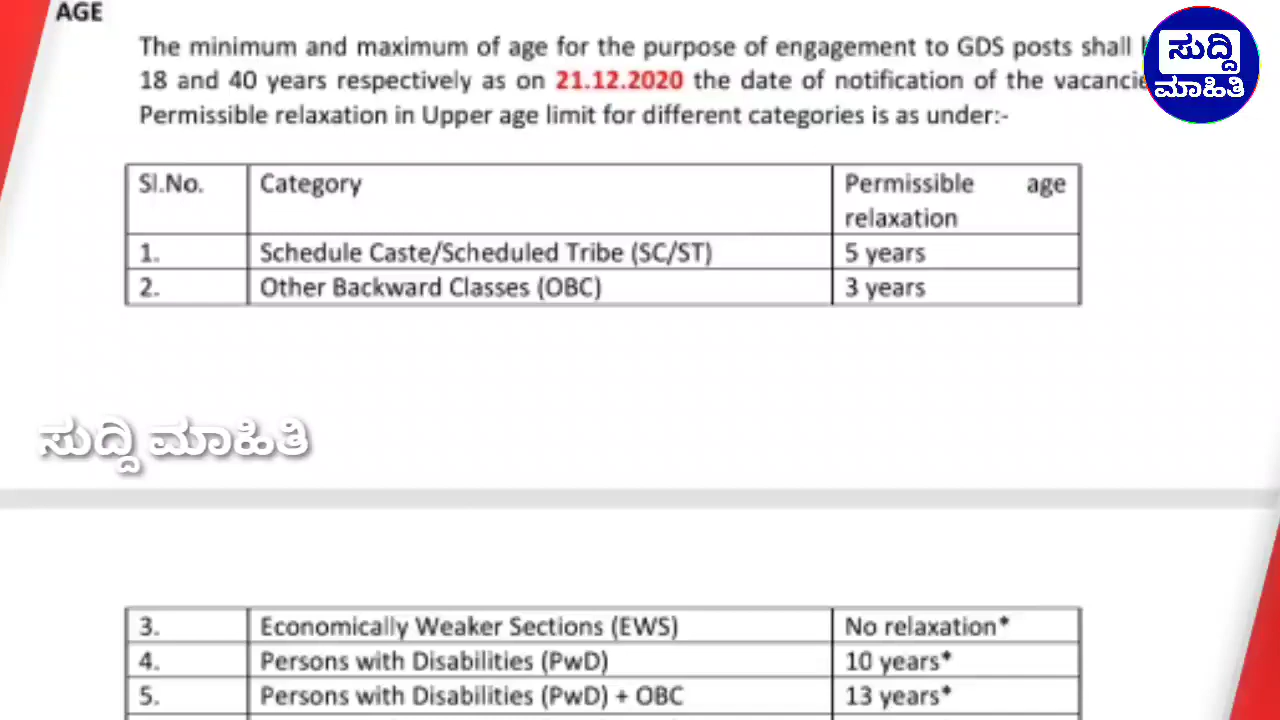 AGE
The minimum and maximum of age for the purpose of engagement to GDS posts shall
18 and 40 years respectively as on 21.12.2020 the date of notification of the
Permissible relaxation in Upper age limit for different categories is as under:-
ಸುದ್ದಿ
ಮಾಹಿತಿ
Sl.No. Category Permissible age
relaxation
1. Schedule Caste/Scheduled Tribe (SC/ST) 5 years
2. Other Backward Classes (OBC) 3 years
ಸುದ್ದಿ ಮಾಹಿತಿ
3. Economically Weaker Sections (EWS) No relaxation*
4. Persons with Disabilities (PwD) 10 years*
5. Persons with Disabilities (PwD) + OBC 13 years*